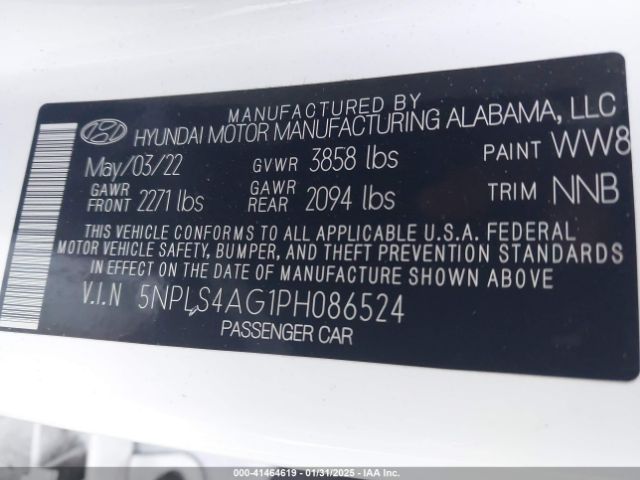 MANUFACTURED BY
HYUNDAI MOTOR MANUFACTURING ALABAMA, LLC
May/03/22 GVWR 3858 lbs PAINT WW8
GAWR FRONT 2271 lbs GAWR REAR 2094 lbs TRIM NNB
THIS VEHICLE CONFORMS TO ALL APPLICABLE U.S.A. FEDERAL
MOTOR VEHICLE SAFETY, BUMPER, AND THEFT PREVENTION STANDARDS
IN EFFECT ON THE DATE OF MANUFACTURE SHOWN ABOVE
V.I.N 5NPLS4AG1PH086524
PASSENGER CAR
000-41464619 - 01/31/2025 - IAAI.COM